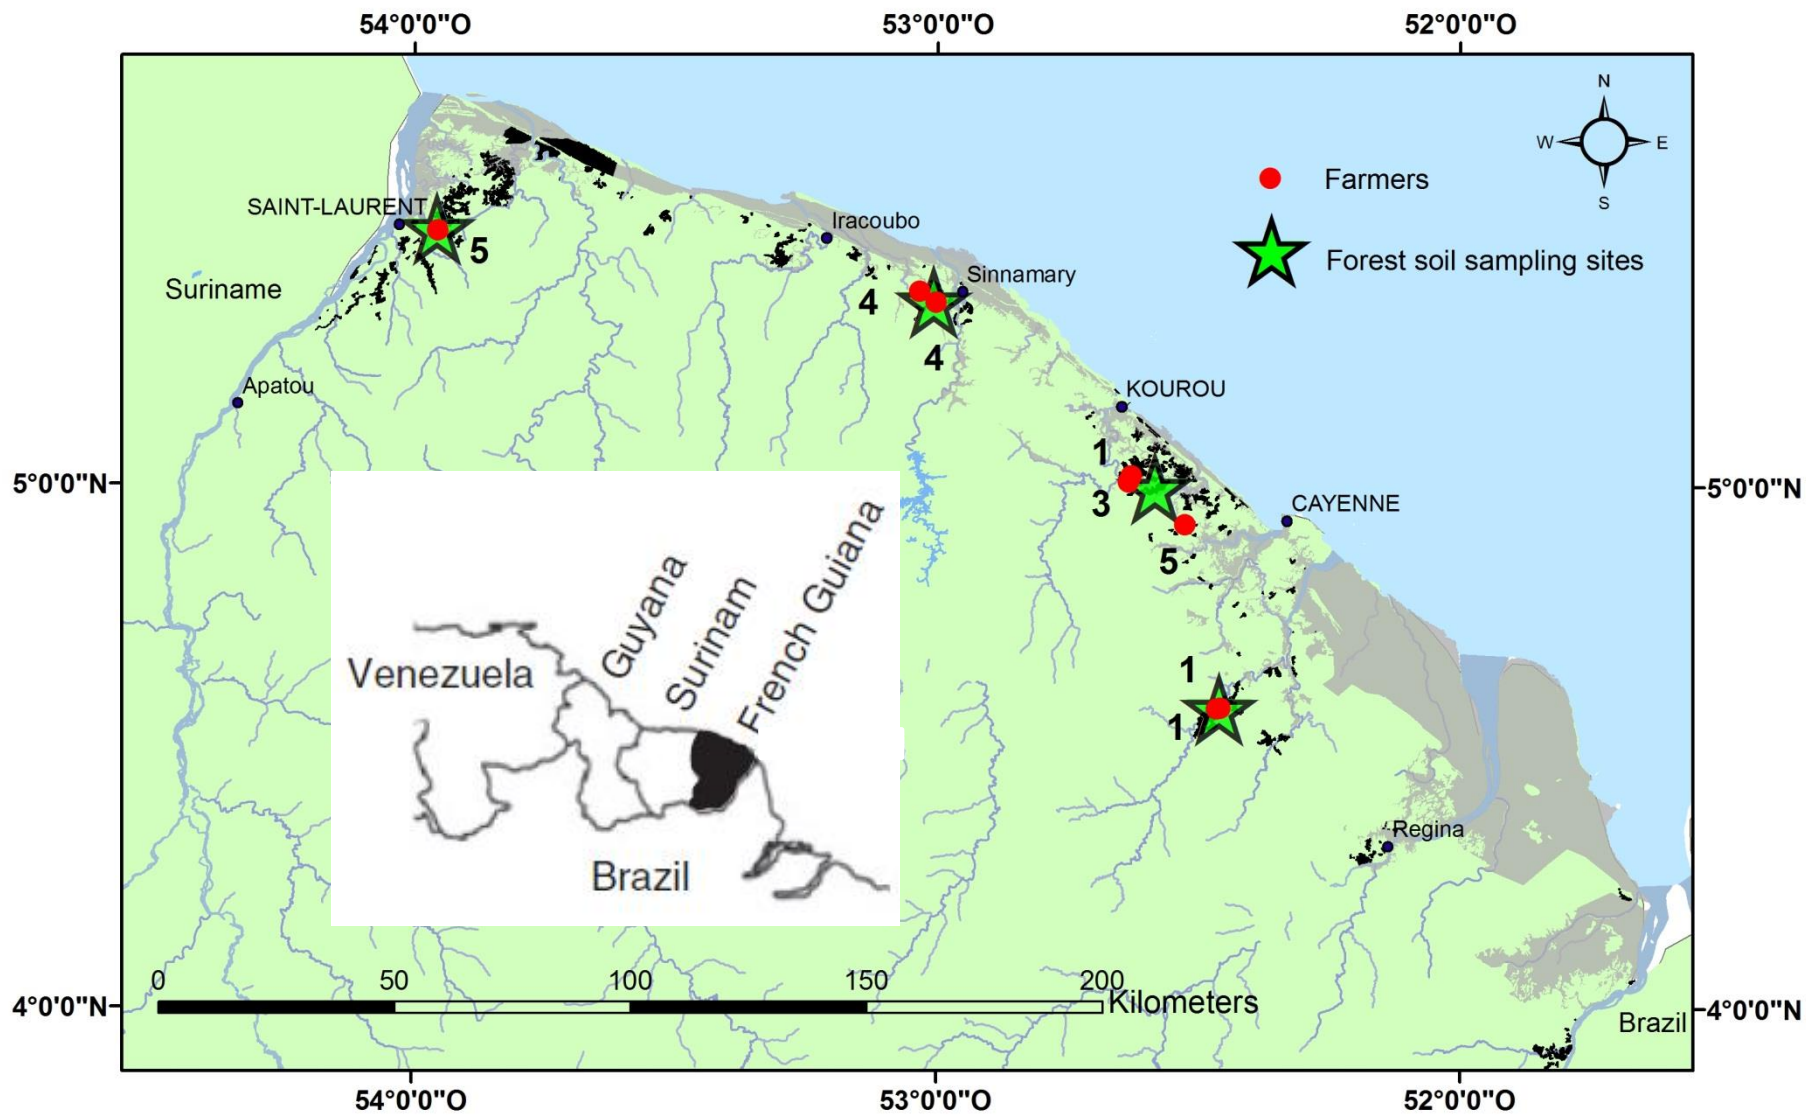 54°0'0"O 53°0'0"O 52°0'0"O
N
W E
S
Farmers
Forest soil sampling sites
SAINT-LAURENT
5
Suriname
Iracoubo
Sinnamary
4
4
Apatou
KOUROU
1
5°0'0"N 5°0'0"N
3
CAYENNE
5
Guyana
Surinam
French Guiana
Venezuela
Brazil
1
1
Regina
0 50 100 150 200
Kilometers
4°0'0"N 4°0'0"N
Brazil
54°0'0"O 53°0'0"O 52°0'0"O